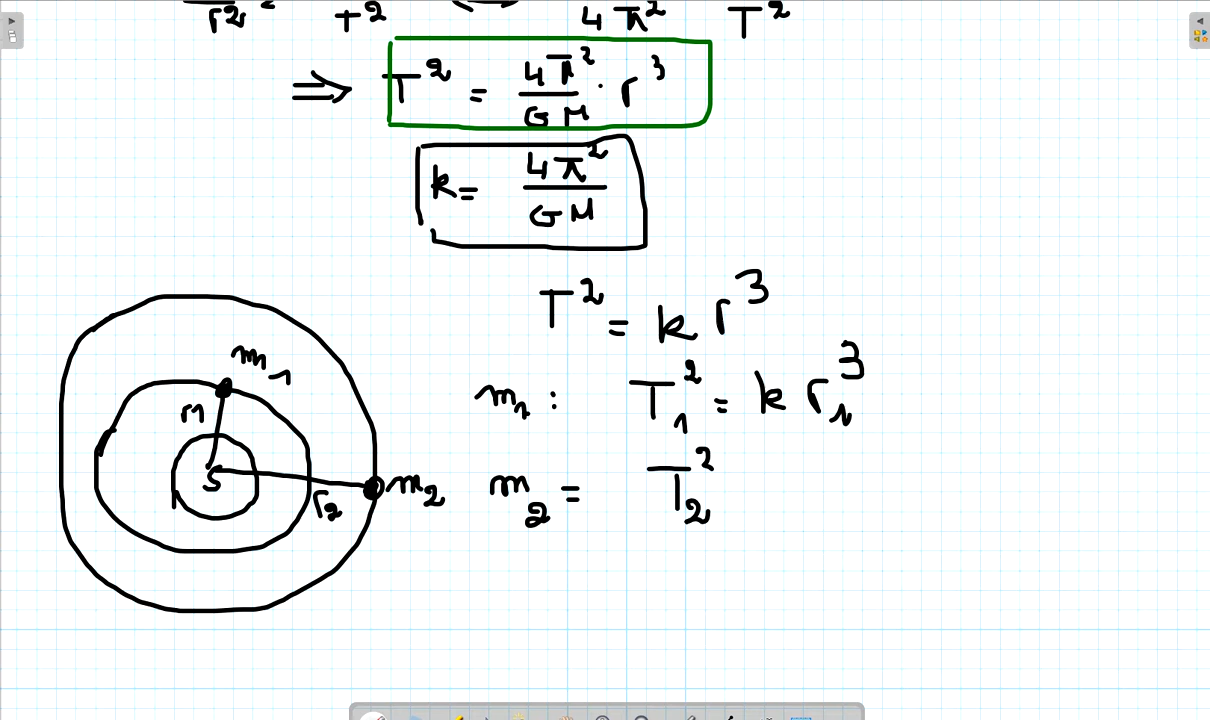 ⇒ T² = 4π²/GM · r³
k = 4π²/GM
T² = k r³
m₁
m₁ : T₁² = k r₁³
r₁
S
r₂
m₂
m₂ = T₂²